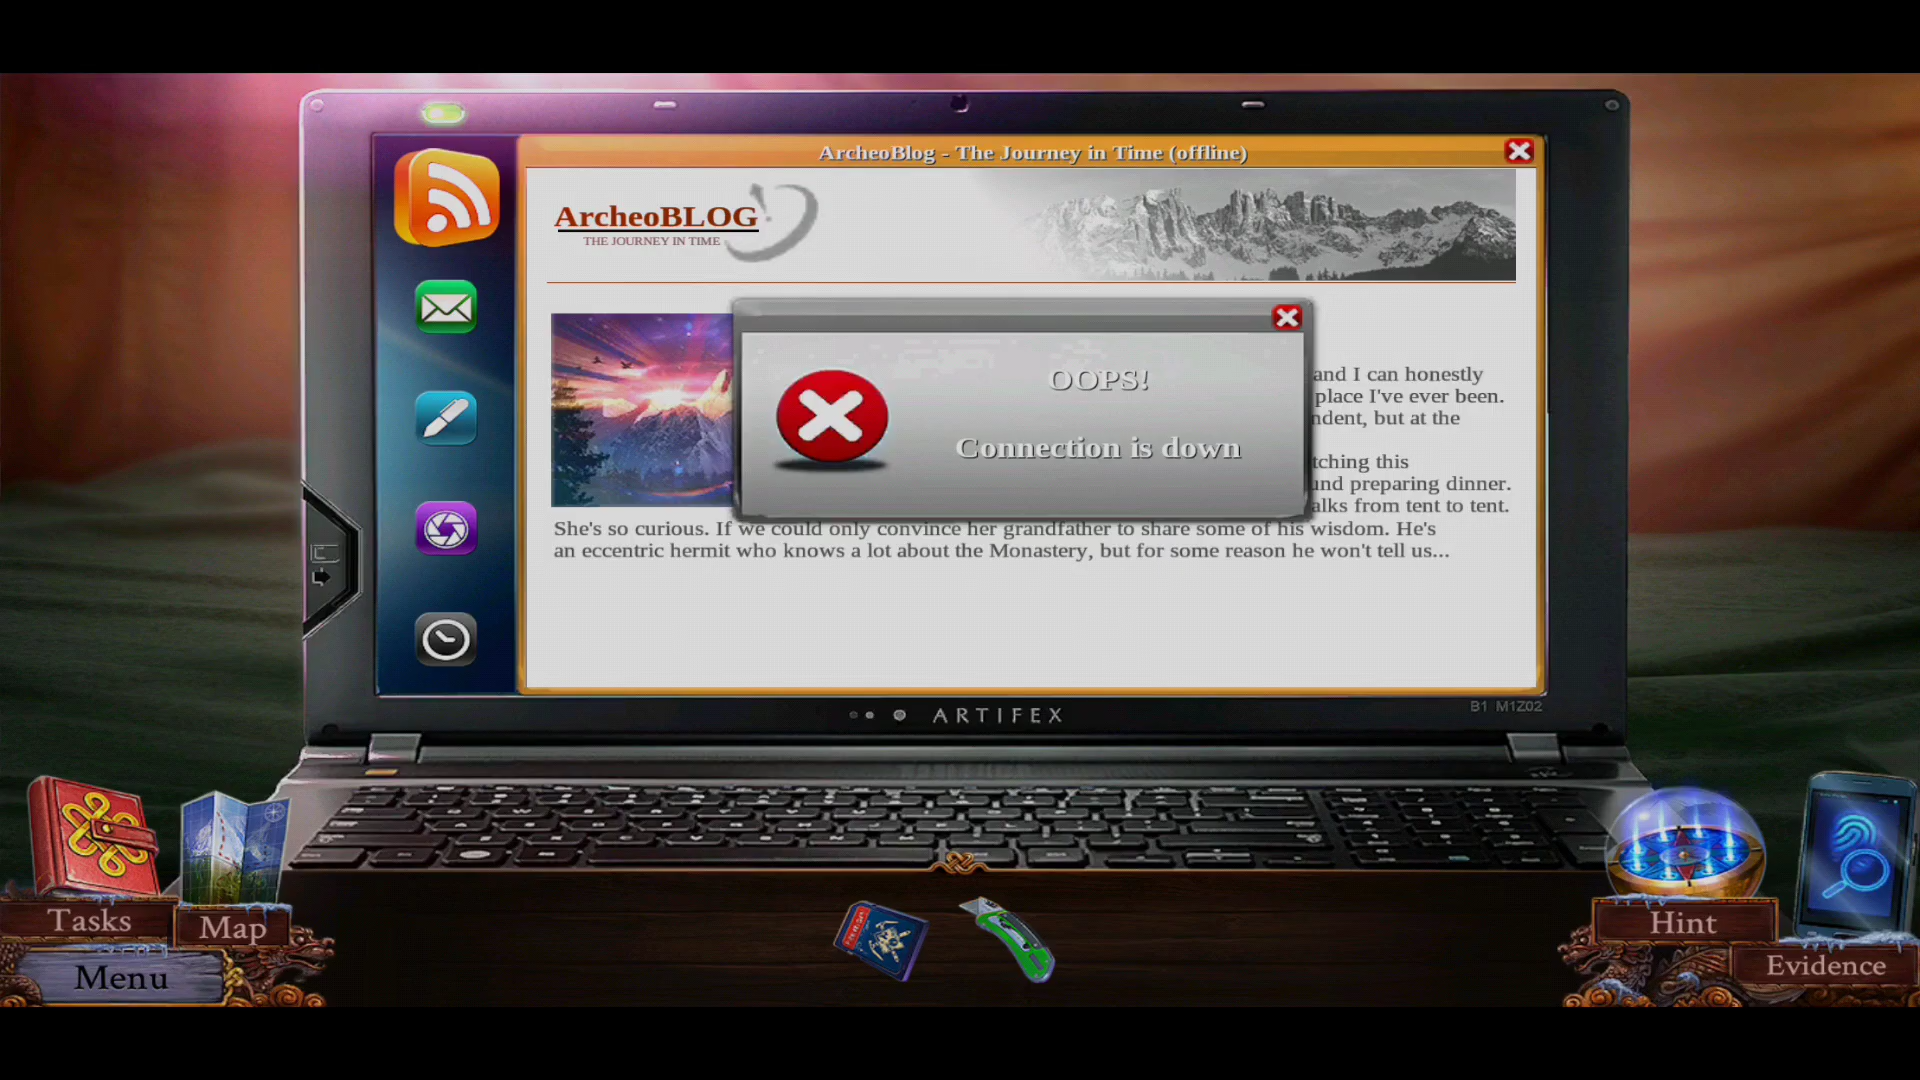 ArcheoBlog - The Journey in Time (offline)
ArcheoBLOG
THE JOURNEY IN TIME
OOPS!
Connection is down
and I can honestly
place I've ever been.
ndent, but at the
tching this
und preparing dinner.
alks from tent to tent.
She's so curious. If we could only convince her grandfather to share some of his wisdom. He's
an eccentric hermit who knows a lot about the Monastery, but for some reason he won't tell us...
ARTIFEX
B1 M1Z02
Tasks
Map
Menu
Hint
Evidence